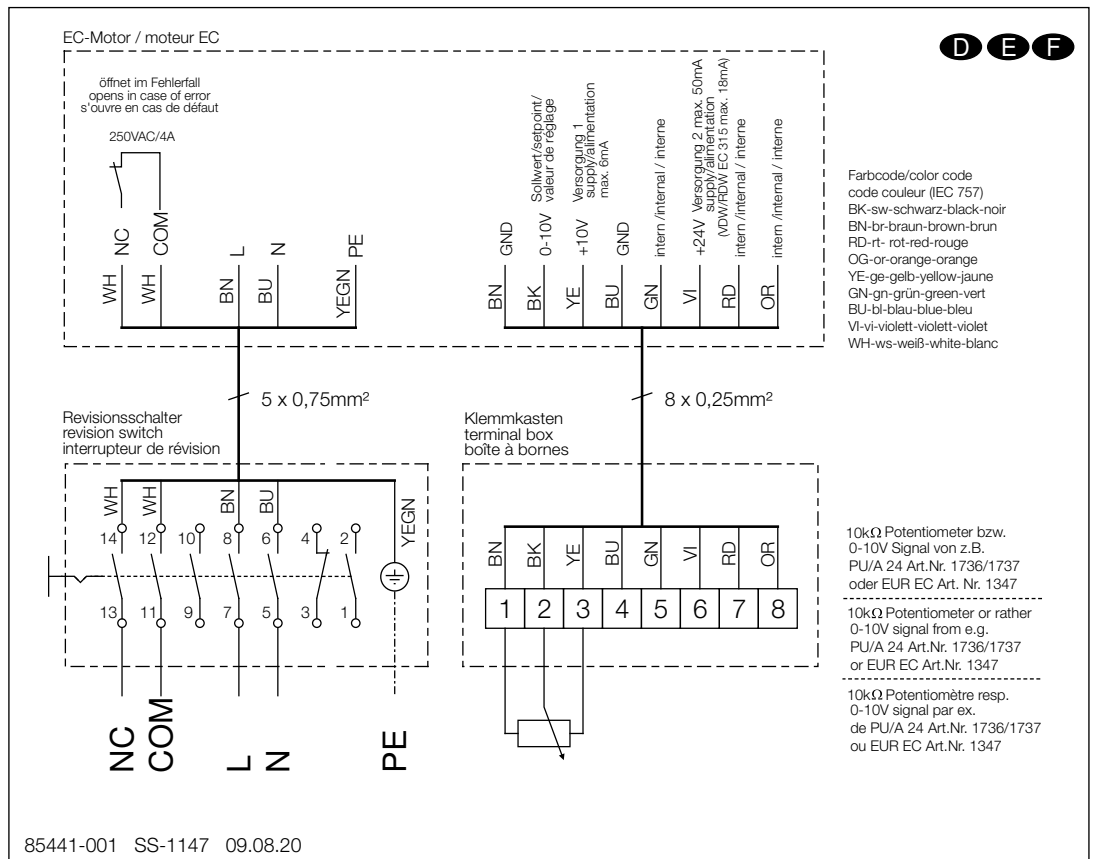 EC-Motor / moteur EC
D E F
öffnet im Fehlerfall
opens in case of error
s'ouvre en cas de défaut
250VAC/4A
NC
COM
L
N
PE
WH
WH
BN
BU
YEGN
GND
0-10V Sollwert/setpoint/
valeur de réglage
+10V Versorgung 1
supply/alimentation
max. 6mA
GND
intern /internal / interne
+24V Versorgung 2 max. 50mA
supply/alimentation
(VDW/RDW EC 315 max. 18mA)
intern /internal / interne
intern /internal / interne
BN
BK
YE
BU
GN
VI
RD
OR
Farbcode/color code
code couleur (IEC 757)
BK-sw-schwarz-black-noir
BN-br-braun-brown-brun
RD-rt- rot-red-rouge
OG-or-orange-orange
YE-ge-gelb-yellow-jaune
GN-gn-grün-green-vert
BU-bl-blau-blue-bleu
VI-vi-violett-violett-violet
WH-ws-weiß-white-blanc
5 x 0,75mm²
8 x 0,25mm²
Revisionsschalter
revision switch
interrupteur de révision
Klemmkasten
terminal box
boîte à bornes
WH
WH
BN
BU
YEGN
14 12 10 8 6 4 2
13 11 9 7 5 3 1
BN
BK
YE
BU
GN
VI
RD
OR
1 2 3 4 5 6 7 8
NC
COM
L
N
PE
10kΩ Potentiometer bzw.
0-10V Signal von z.B.
PU/A 24 Art.Nr. 1736/1737
oder EUR EC Art. Nr. 1347
10kΩ Potentiometer or rather
0-10V signal from e.g.
PU/A 24 Art.Nr. 1736/1737
or EUR EC Art.Nr. 1347
10kΩ Potentiomètre resp.
0-10V signal par ex.
de PU/A 24 Art.Nr. 1736/1737
ou EUR EC Art.Nr. 1347
85441-001 SS-1147 09.08.20